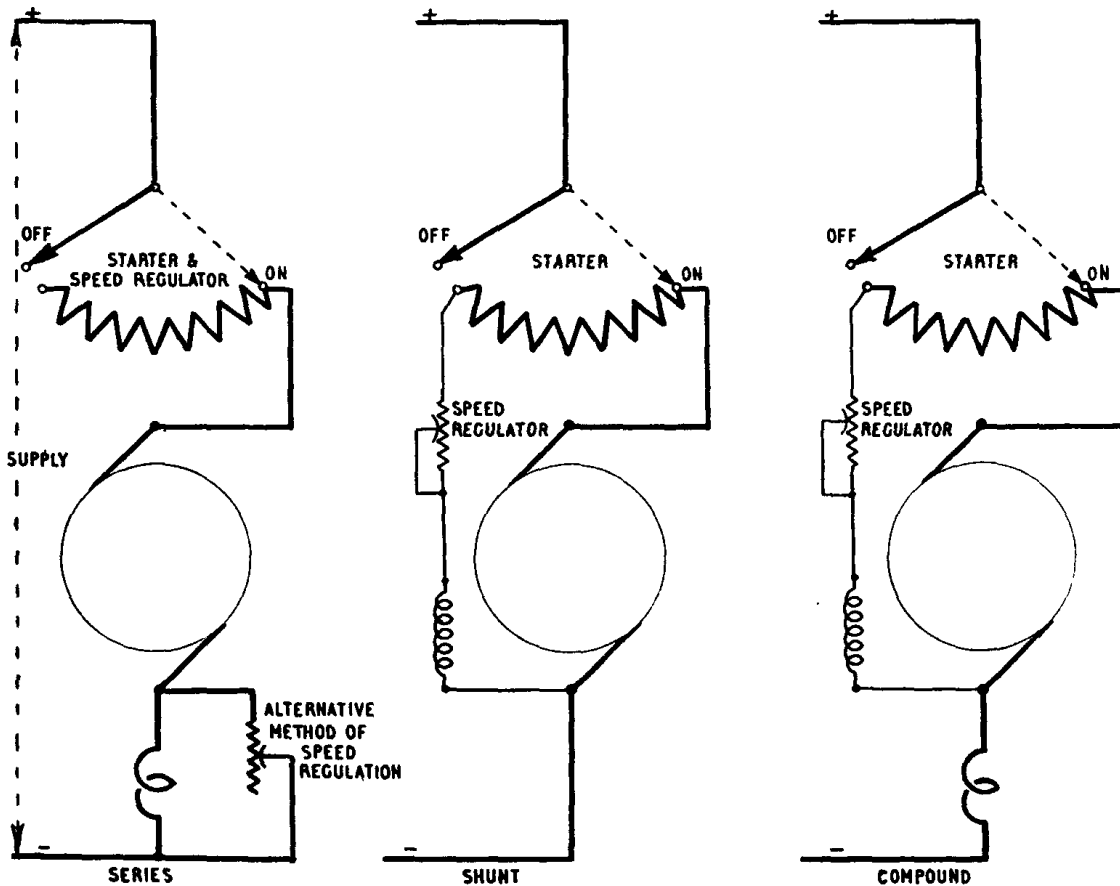 +
+
+
OFF
STARTER &
SPEED REGULATOR
ON
OFF
STARTER
ON
OFF
STARTER
ON
SPEED
REGULATOR
SPEED
REGULATOR
SUPPLY
ALTERNATIVE
METHOD OF
SPEED
REGULATION
-
-
-
SERIES
SHUNT
COMPOUND